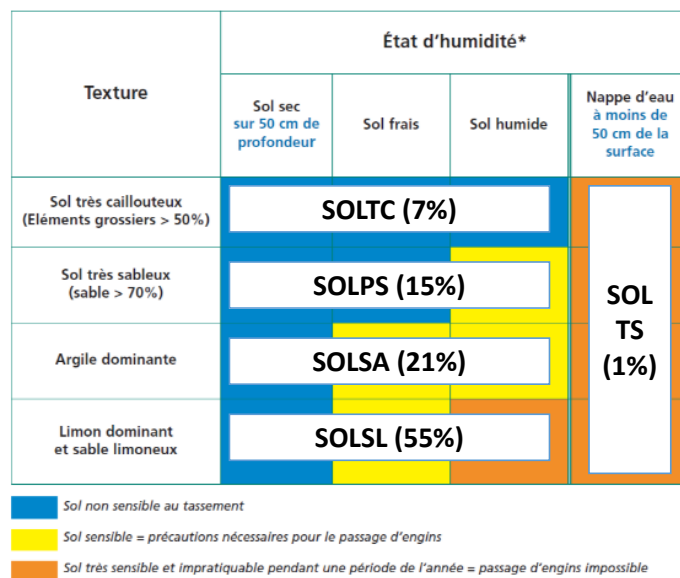 État d'humidité*
Texture
Sol sec
sur 50 cm de
profondeur
Sol frais
Sol humide
Nappe d'eau
à moins de
50 cm de la
surface
Sol très caillouteux
(Eléments grossiers > 50%)
SOLTC (7%)
Sol très sableux
(sable > 70%)
SOLPS (15%)
SOL
TS
(1%)
Argile dominante
SOLSA (21%)
Limon dominant
et sable limoneux
SOLSL (55%)
Sol non sensible au tassement
Sol sensible = précautions nécessaires pour le passage d'engins
Sol très sensible et impratiquable pendant une période de l'année = passage d'engins impossible